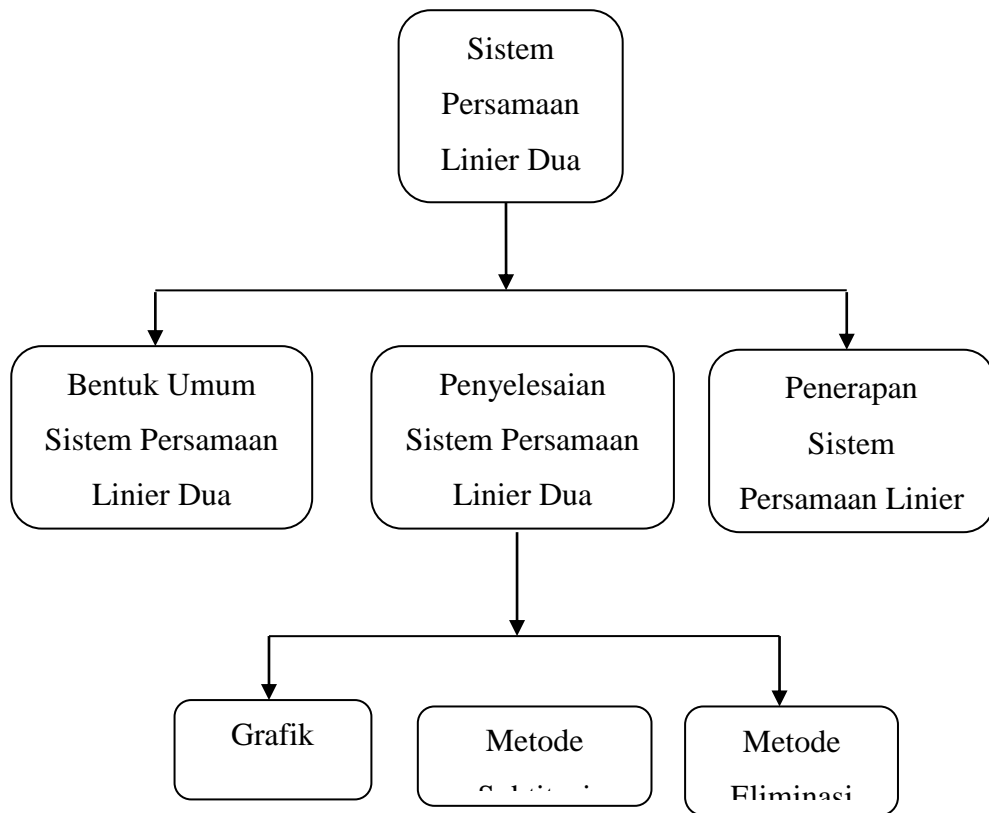 Sistem
Persamaan
Linier Dua
Bentuk Umum
Sistem Persamaan
Linier Dua
Penyelesaian
Sistem Persamaan
Linier Dua
Penerapan
Sistem
Persamaan Linier
Grafik
Metode
Metode
Eliminasi